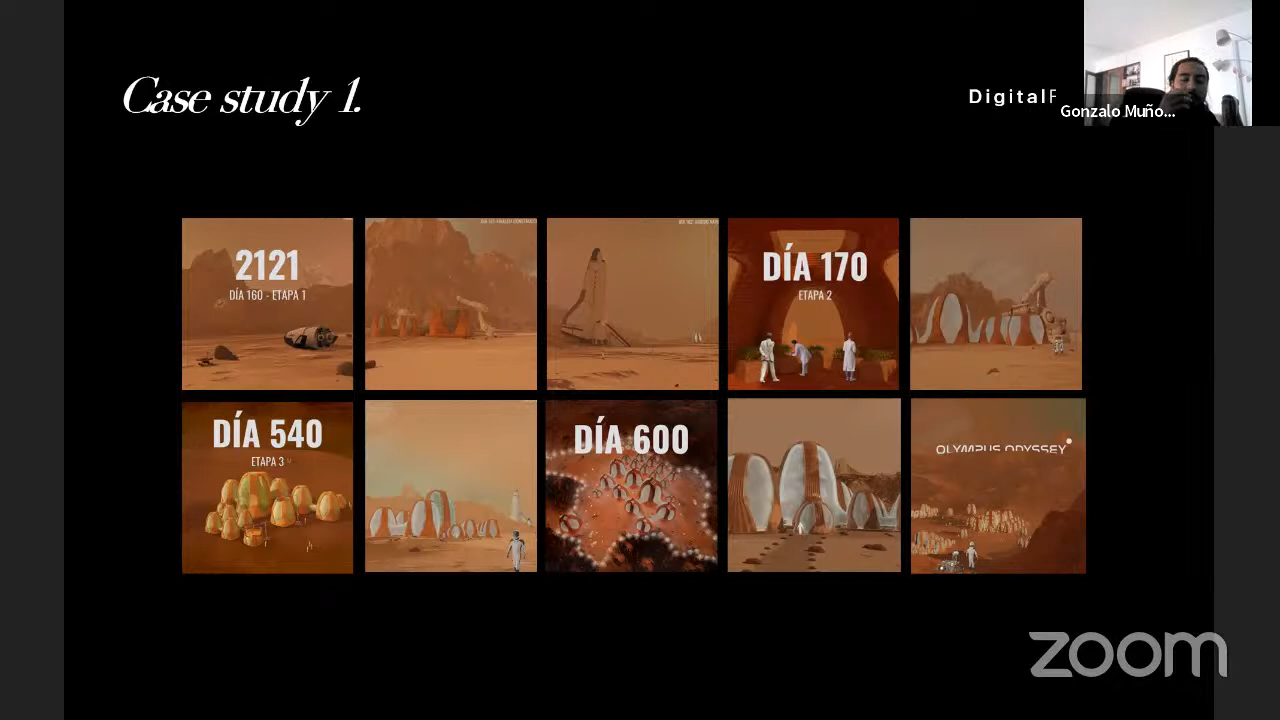 Case study 1.
DigitalF
Gonzalo Muño...
2121
DÍA 160 - ETAPA 1
DÍA 170
ETAPA 2
DÍA 540
ETAPA 3
DÍA 600
OLYMPUS ODYSSEY
zoom